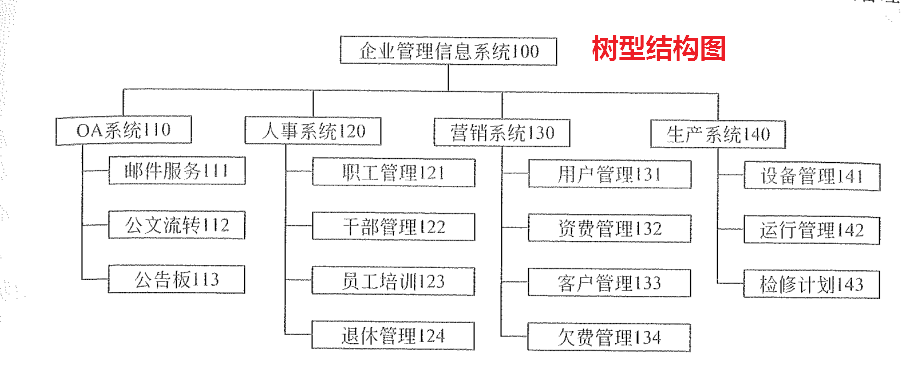 企业管理信息系统100
树型结构图
OA系统110
人事系统120
营销系统130
生产系统140
邮件服务111
职工管理121
用户管理131
设备管理141
公文流转112
干部管理122
资费管理132
运行管理142
公告板113
员工培训123
客户管理133
检修计划143
退休管理124
欠费管理134